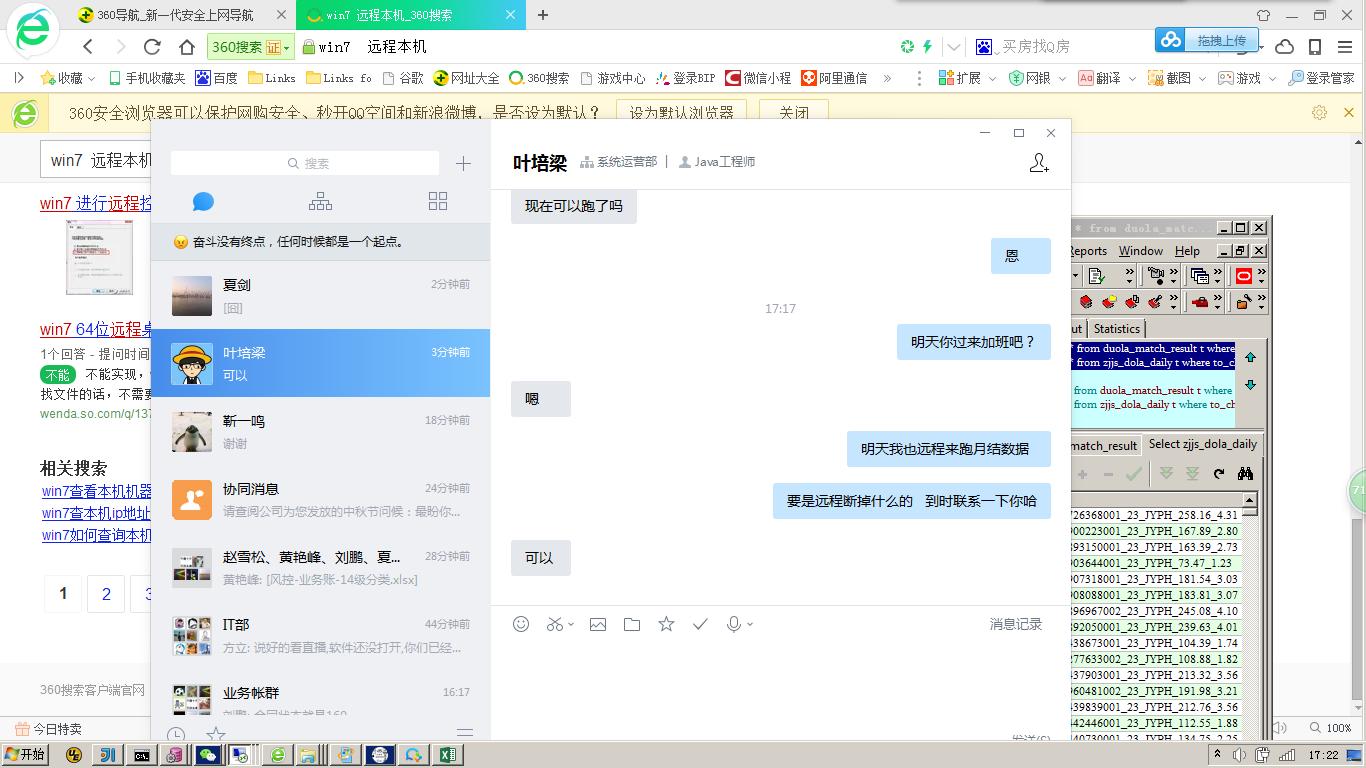 360导航_新一代安全上网导航
win7 远程本机_360搜索
360搜索
证
win7 远程本机
买房找Q房
拖拽上传
收藏
手机收藏夹
百度
Links
Links fo
谷歌
网址大全
360搜索
游戏中心
登录BIP
微信小程
阿里通信
扩展
网银
翻译
截图
游戏
登录管家
360安全浏览器可以保护网购安全、秒开QQ空间和新浪微博，是否设为默认？
设为默认浏览器
关闭
win7 远程本机
win7 进行远程控
win7 64位远程桌
1个回答 - 提问时间
不能
不能实现，
找文件的话，不需要
wenda.so.com/q/137
相关搜索
win7查看本机机器
win7查本机ip地址
win7如何查询本机
1
2
3
360搜索客户端官网
今日特卖
搜索
奋斗没有终点，任何时候都是一个起点。
夏剑
2分钟前
[囧]
叶培梁
3分钟前
可以
靳一鸣
18分钟前
谢谢
协同消息
24分钟前
请查阅公司为您发放的中秋节问候：最盼你...
赵雪松、黄艳峰、刘鹏、夏...
28分钟前
黄艳峰: [风控-业务账-14级分类.xlsx]
IT部
44分钟前
方立: 说好的看直播,软件还没打开,你们已经...
业务帐群
16:17
叶培梁
系统运营部
Java工程师
现在可以跑了吗
恩
17:17
明天你过来加班吧？
嗯
明天我也远程来跑月结数据
要是远程断掉什么的 到时联系一下你哈
可以
消息记录
发送(S)
* from duola_matc...
Reports
Window
Help
ut
Statistics
* from duola_match_result t where
* from zjjs_dola_daily t where to_ch
from duola_match_result t where
from zjjs_dola_daily t where to_ch
match_result
Select zjjs_dola_daily
726368001_23_JYPH_258.16_4.31
900223001_23_JYPH_167.89_2.80
893150001_23_JYPH_163.39_2.73
903644001_23_JYPH_73.47_1.23
907318001_23_JYPH_181.54_3.03
908088001_23_JYPH_183.81_3.07
896967002_23_JYPH_245.08_4.10
892050001_23_JYPH_239.63_4.01
438673001_23_JYPH_104.39_1.74
277633002_23_JYPH_108.88_1.82
437903001_23_JYPH_213.32_3.56
960481002_23_JYPH_191.98_3.21
439839001_23_JYPH_212.76_3.56
442446001_23_JYPH_112.55_1.88
71
100%
开始
17:22